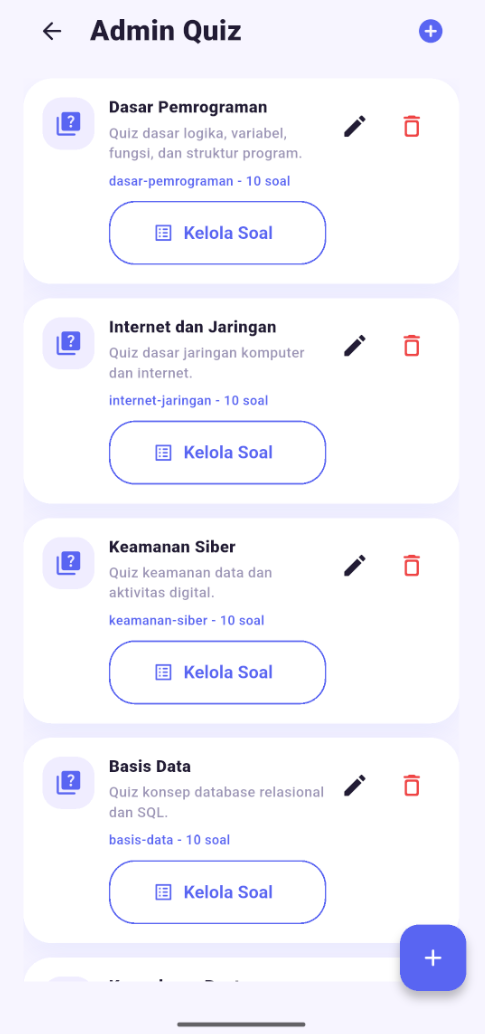 Admin Quiz
Dasar Pemrograman
Quiz dasar logika, variabel,
fungsi, dan struktur program.
dasar-pemrograman - 10 soal
Kelola Soal
Internet dan Jaringan
Quiz dasar jaringan komputer
dan internet.
internet-jaringan - 10 soal
Kelola Soal
Keamanan Siber
Quiz keamanan data dan
aktivitas digital.
keamanan-siber - 10 soal
Kelola Soal
Basis Data
Quiz konsep database relasional
dan SQL.
basis-data - 10 soal
Kelola Soal